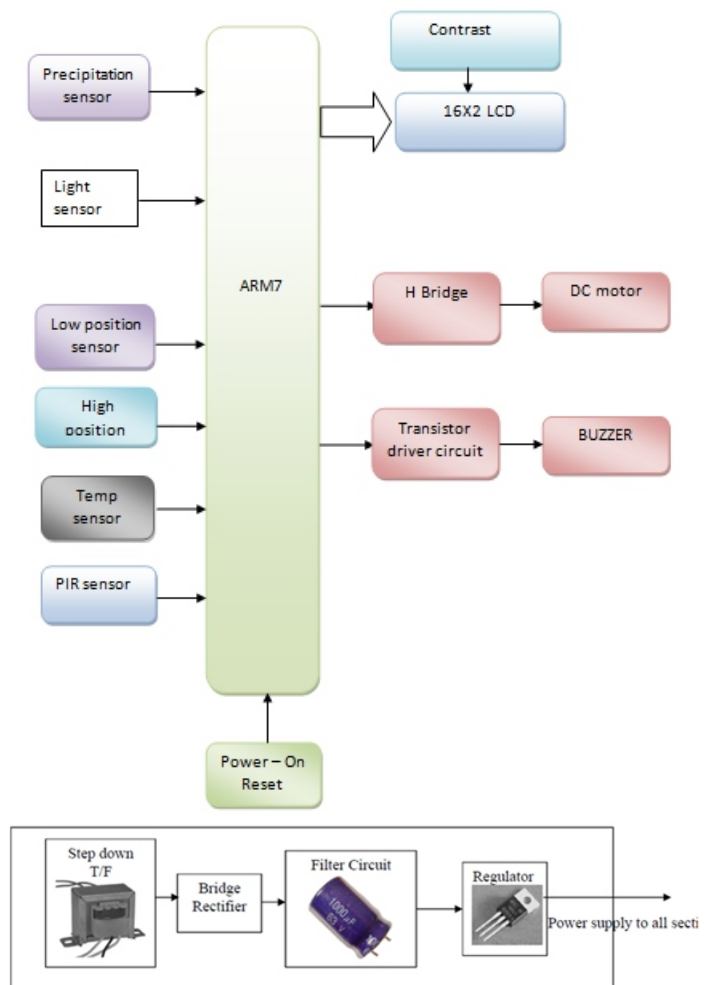 Contrast
Precipitation
sensor
16X2 LCD
Light
sensor
ARM7
H Bridge
DC motor
Low position
sensor
High
position
Transistor
driver circuit
BUZZER
Temp
sensor
PIR sensor
Power – On
Reset
Step down
T/F
Bridge
Rectifier
Filter Circuit
1000µF
63 V
Regulator
Power supply to all secti